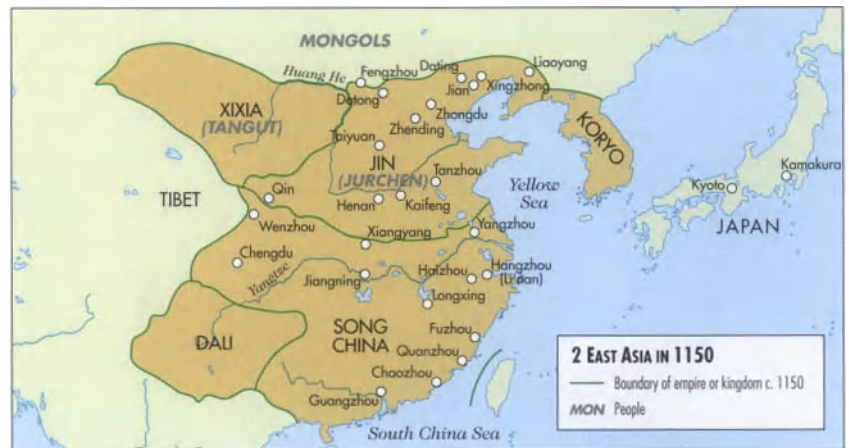 MONGOLS
Huang He
Fengzhou
Dating
Liaoyang
Datong
Jian
Xingzhong
XIXIA
(TANGUT)
Zhongdu
Zhending
KORYO
Taiyuan
JIN
(JURCHEN)
Tanzhou
Kamakura
Kyoto
TIBET
Qin
Yellow
Sea
Henan
Kaifeng
JAPAN
Wenzhou
Xiangyang
Yangzhou
Chengdu
Yangtze
Jiangning
Haizhou
Hangzhou
Longxing
DALI
SONG
CHINA
Fuzhou
Quanzhou
Chaozhou
Guangzhou
South China Sea
2 EAST ASIA IN 1150
Boundary of empire or kingdom c. 1150
MON People